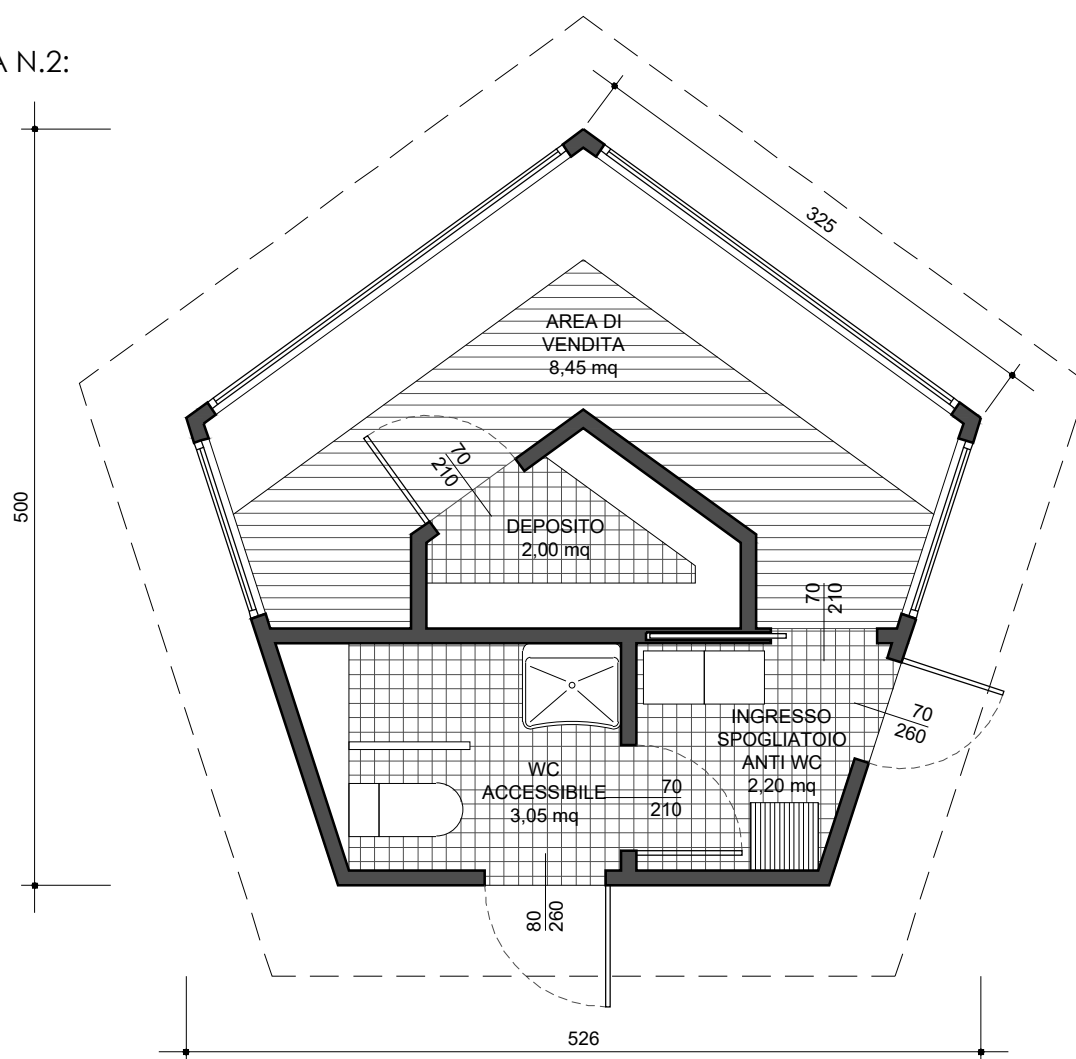 A N.2:
325
500
AREA DI
VENDITA
8,45 mq
70
210
DEPOSITO
2,00 mq
70
210
INGRESSO
SPOGLIATOIO
ANTI WC
2,20 mq
70
260
WC
ACCESSIBILE
3,05 mq
70
210
80
260
526